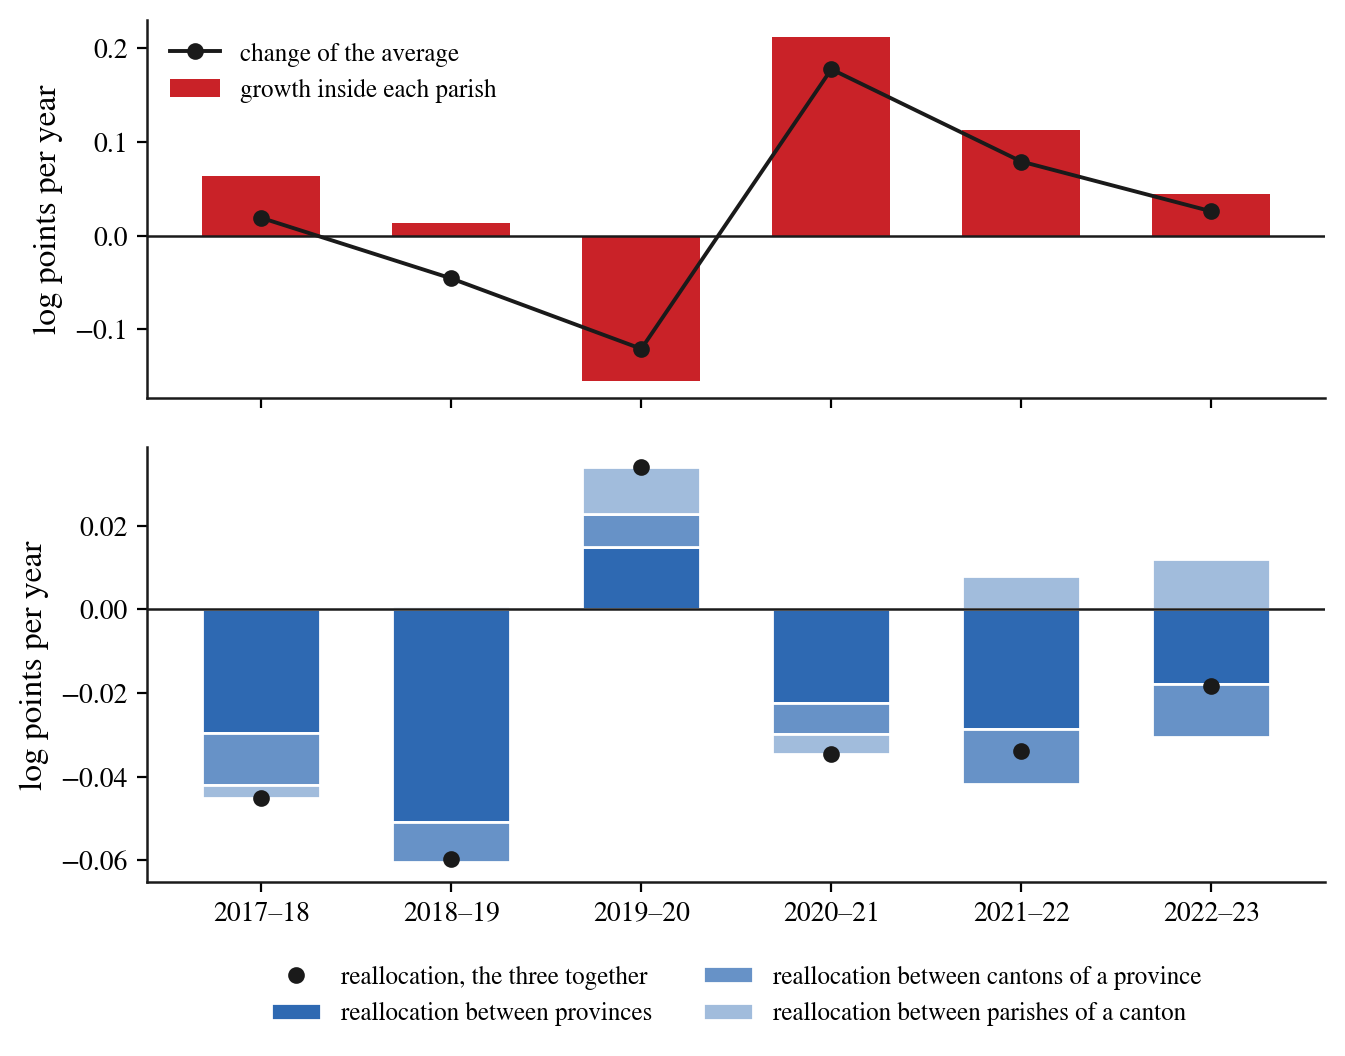 log points per year
0.2
0.1
0.0
−0.1
change of the average
growth inside each parish
log points per year
0.02
0.00
−0.02
−0.04
−0.06
2017–18 2018–19 2019–20 2020–21 2021–22 2022–23
reallocation, the three together
reallocation between provinces
reallocation between cantons of a province
reallocation between parishes of a canton